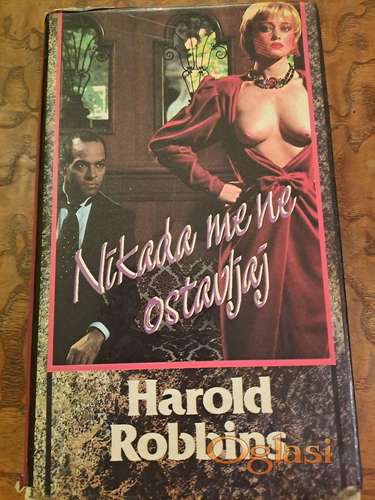 Nikada me ne
ostavljaj
Harold
Robbins
Oglasi